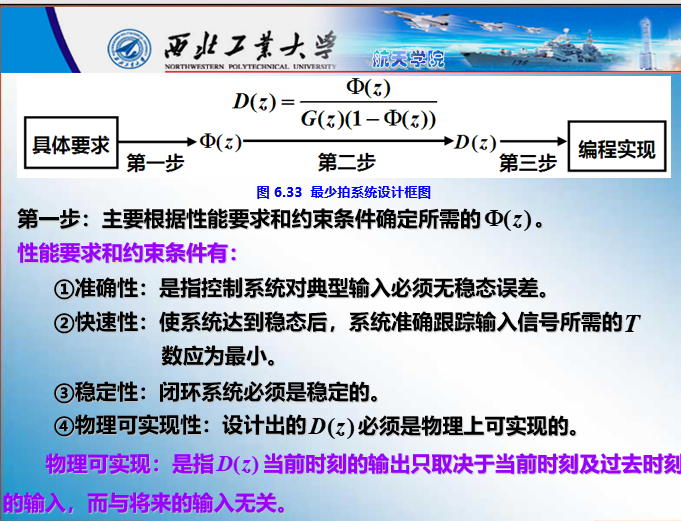 西北工业大学
NORTHWESTERN POLYTECHNICAL UNIVERSITY
航天学院
D(z) = Φ(z) / G(z)(1 − Φ(z))
具体要求 第一步 Φ(z) 第二步 D(z) 第三步 编程实现
图 6.33 最少拍系统设计框图
第一步：主要根据性能要求和约束条件确定所需的Φ(z)。
性能要求和约束条件有：
①准确性：是指控制系统对典型输入必须无稳态误差。
②快速性：使系统达到稳态后，系统准确跟踪输入信号所需的T
数应为最小。
③稳定性：闭环系统必须是稳定的。
④物理可实现性：设计出的D(z)必须是物理上可实现的。
物理可实现：是指D(z)当前时刻的输出只取决于当前时刻及过去时刻
的输入，而与将来的输入无关。